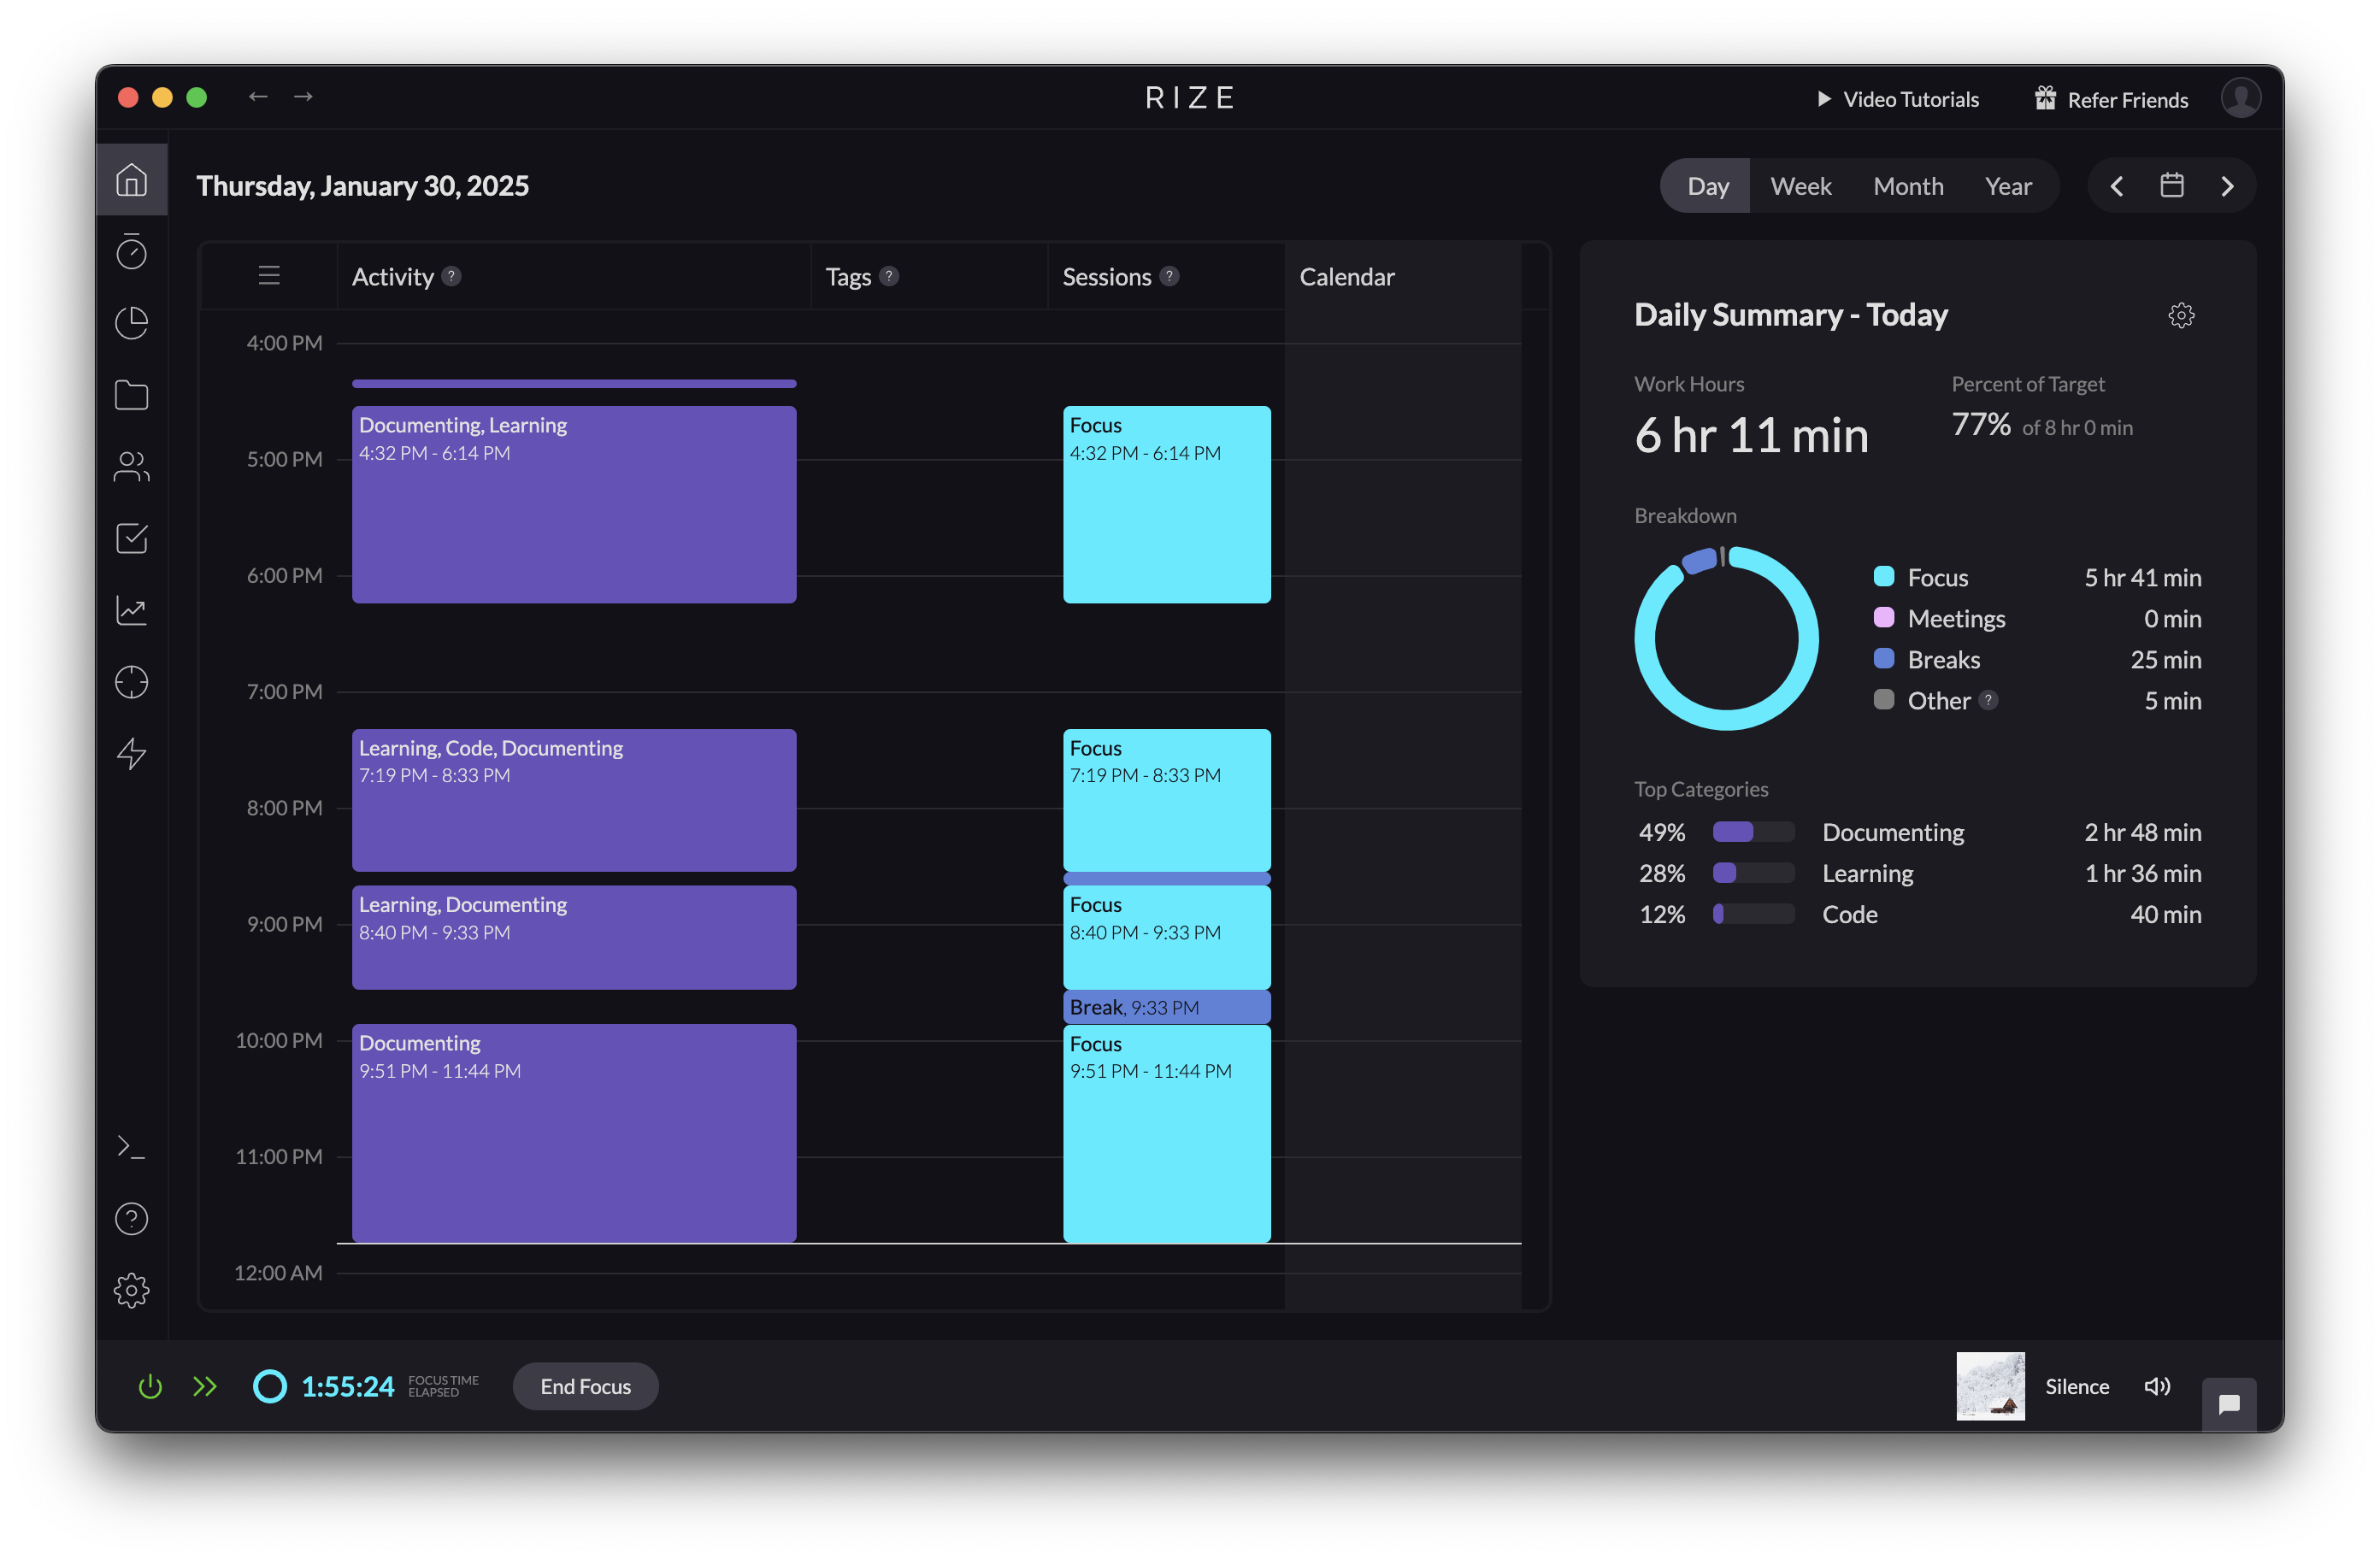 RIZE
Video Tutorials
Refer Friends
Thursday, January 30, 2025
Day Week Month Year
Activity ? Tags ? Sessions ? Calendar
4:00 PM
Documenting, Learning
4:32 PM - 6:14 PM
Focus
4:32 PM - 6:14 PM
5:00 PM
6:00 PM
7:00 PM
Learning, Code, Documenting
7:19 PM - 8:33 PM
Focus
7:19 PM - 8:33 PM
8:00 PM
Learning, Documenting
8:40 PM - 9:33 PM
Focus
8:40 PM - 9:33 PM
9:00 PM
Break, 9:33 PM
10:00 PM
Documenting
9:51 PM - 11:44 PM
Focus
9:51 PM - 11:44 PM
11:00 PM
12:00 AM
Daily Summary - Today
Work Hours
6 hr 11 min
Percent of Target
77% of 8 hr 0 min
Breakdown
Focus 5 hr 41 min
Meetings 0 min
Breaks 25 min
Other ? 5 min
Top Categories
49% Documenting 2 hr 48 min
28% Learning 1 hr 36 min
12% Code 40 min
1:55:24
FOCUS TIME
ELAPSED
End Focus
Silence